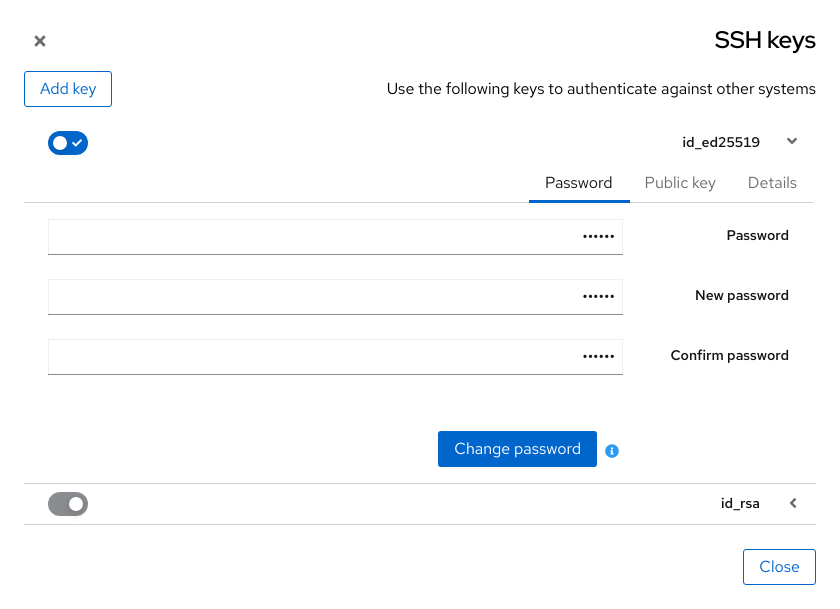 SSH keys
Use the following keys to authenticate against other systems
Add key
id_ed25519
Password
Public key
Details
Password
••••••
New password
••••••
Confirm password
••••••
Change password
id_rsa
Close